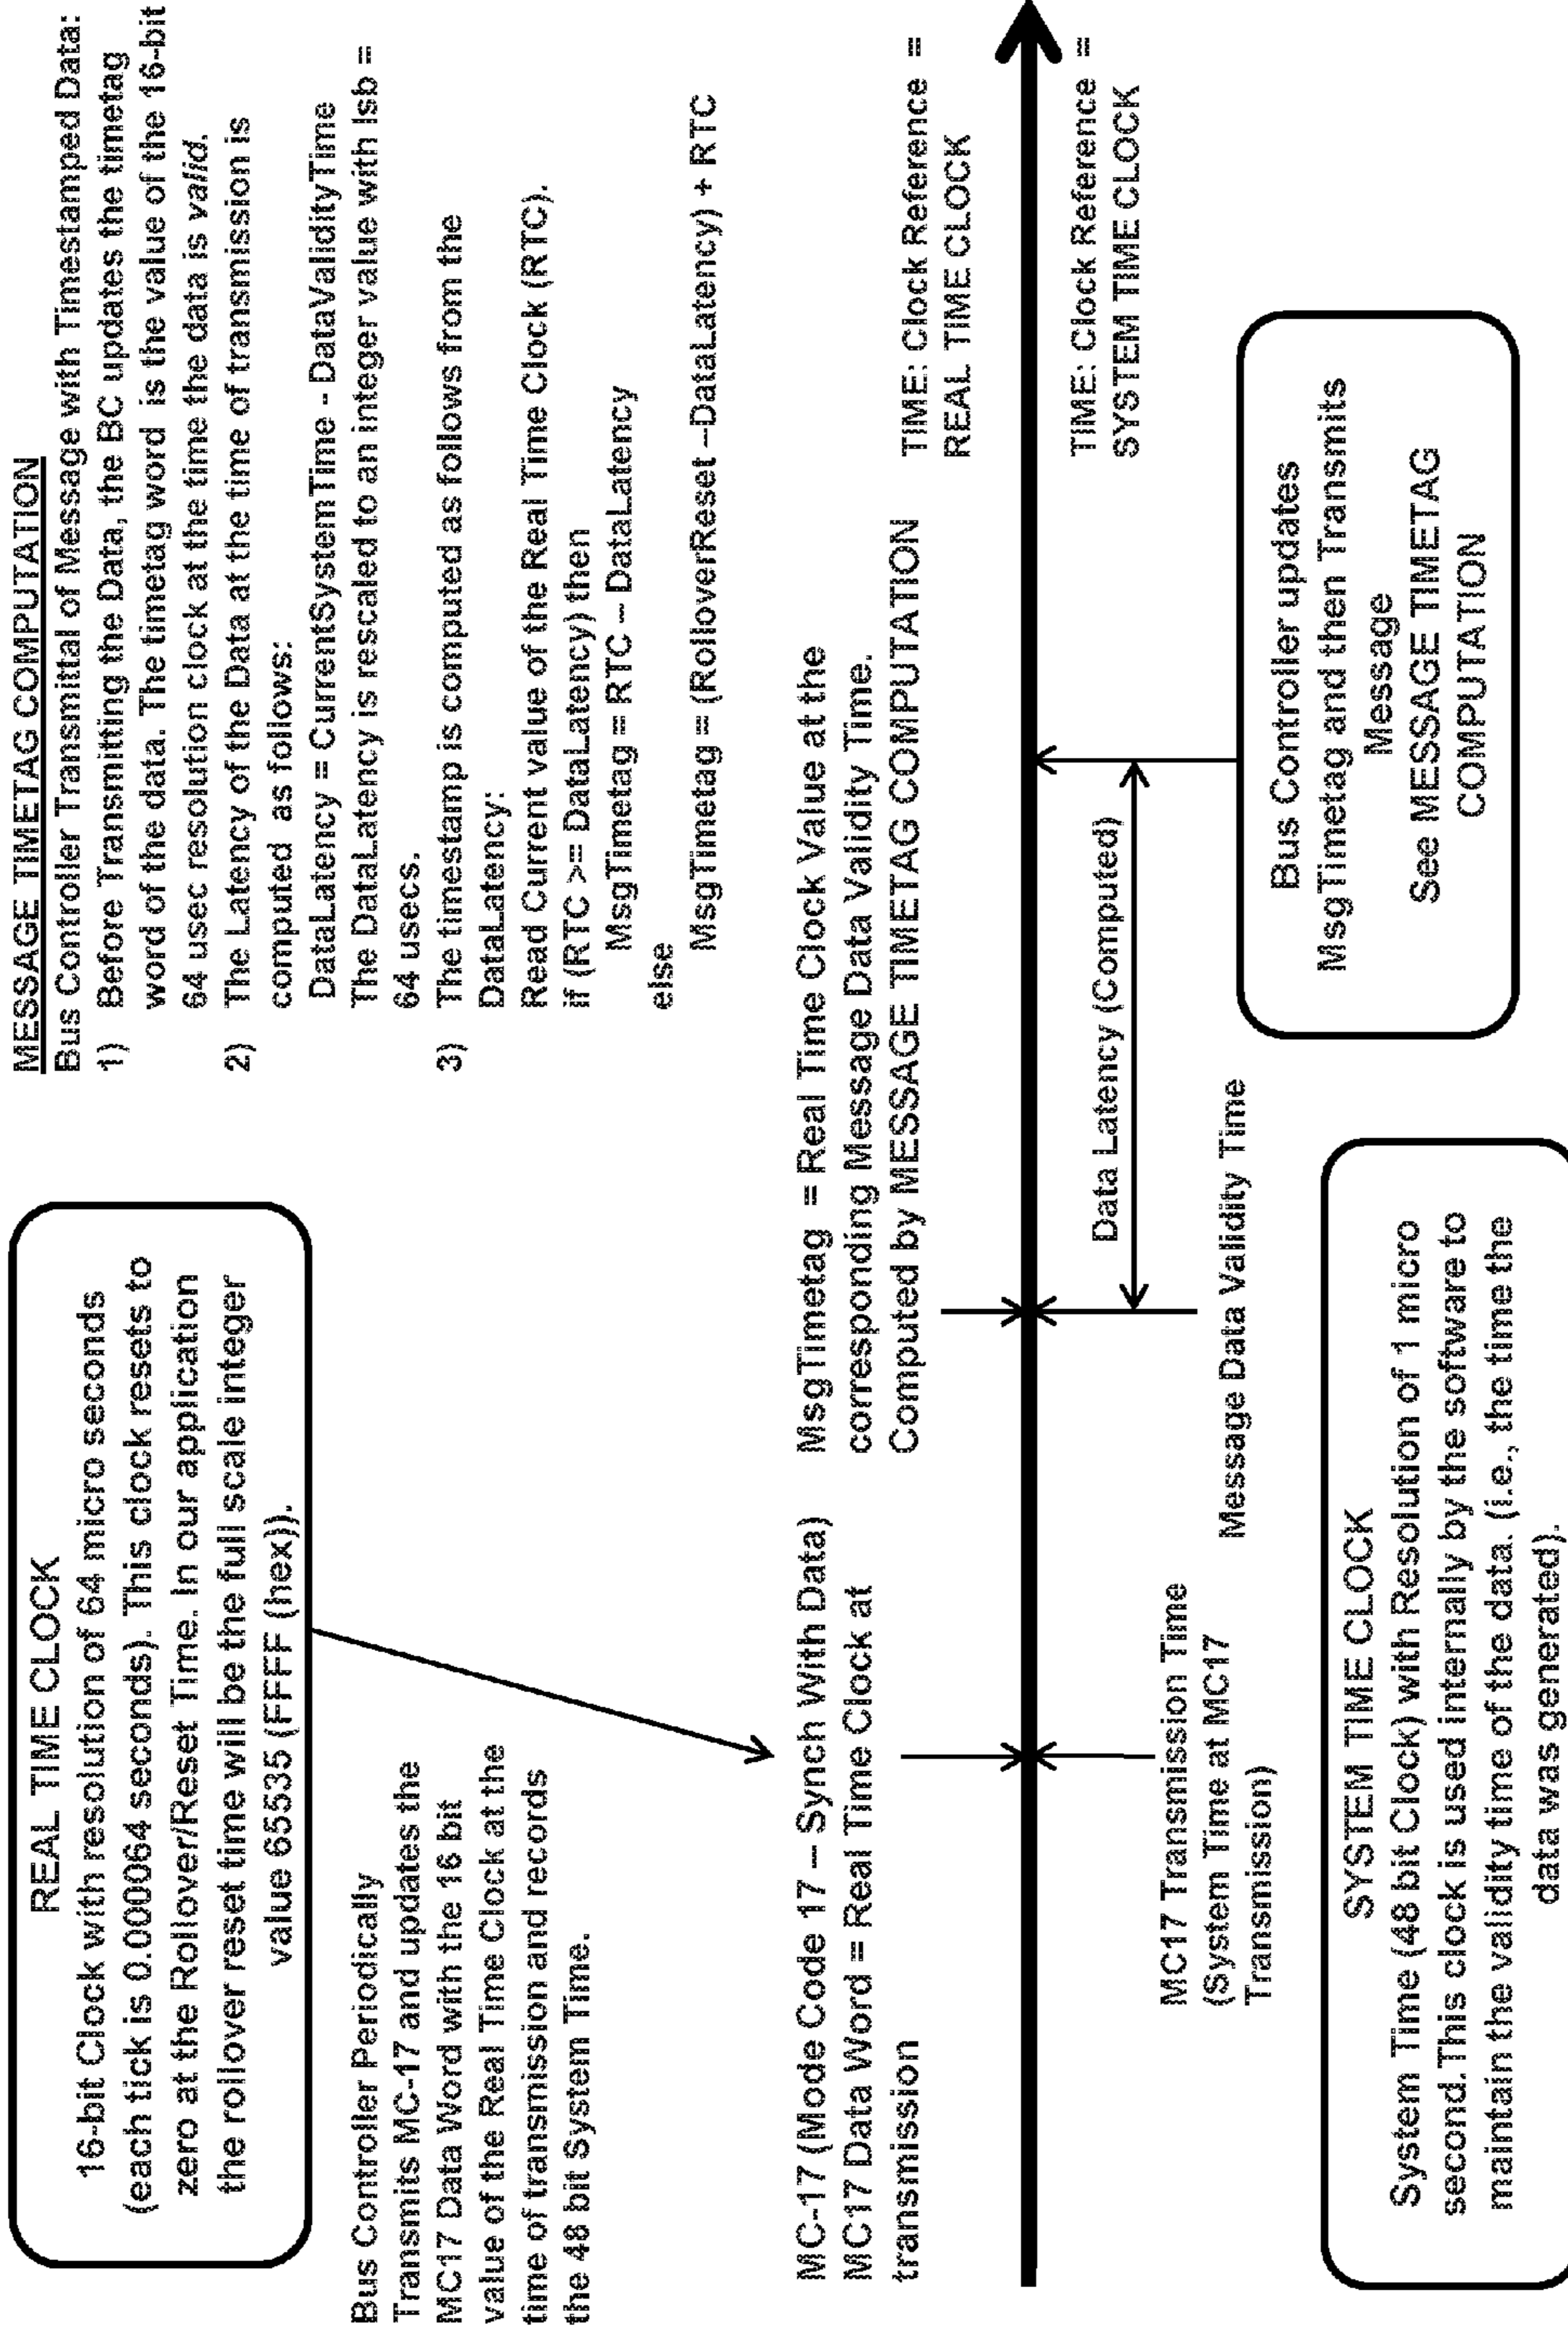 REAL TIME CLOCK
16-bit Clock with resolution of 64 micro seconds
(each tick is 0.000064 seconds). This clock resets to
zero at the Rollover/Reset Time. In our application
the rollover reset time will be the full scale integer
value 65535 (FFFF (hex)).
Bus Controller Periodically
Transmits MC-17 and updates the
MC17 Data Word with the 16 bit
value of the Real Time Clock at the
time of transmission and records
the 48 bit System Time.
MESSAGE TIMETAG COMPUTATION
Bus Controller Transmittal of Message with Timestamped Data:
1) Before Transmitting the Data, the BC updates the timetag
word of the data. The timetag word is the value of the 16-bit
64 usec resolution clock at the time the data is valid.
2) The Latency of the Data at the time of transmission is
computed as follows:
DataLatency = CurrentSystemTime - DataValidityTime
The DataLatency is rescaled to an integer value with lsb =
64 usecs.
3) The timestamp is computed as follows from the
DataLatency:
Read Current value of the Real Time Clock (RTC).
if (RTC >= DataLatency) then
MsgTimetag = RTC – DataLatency
else
MsgTimetag = (RolloverReset –DataLatency) + RTC
MC-17 (Mode Code 17 – Synch With Data)
MC17 Data Word = Real Time Clock at
transmission
MsgTimetag = Real Time Clock Value at the
corresponding Message Data Validity Time.
Computed by MESSAGE TIMETAG COMPUTATION
TIME: Clock Reference =
REAL TIME CLOCK
TIME: Clock Reference =
SYSTEM TIME CLOCK
Data Latency (Computed)
MC17 Transmission Time
(System Time at MC17
Transmission)
Message Data Validity Time
Bus Controller updates
MsgTimetag and then Transmits
Message
See MESSAGE TIMETAG
COMPUTATION
SYSTEM TIME CLOCK
System Time (48 bit Clock) with Resolution of 1 micro
second.This clock is used internally by the software to
maintain the validity time of the data. (i.e., the time the
data was generated).